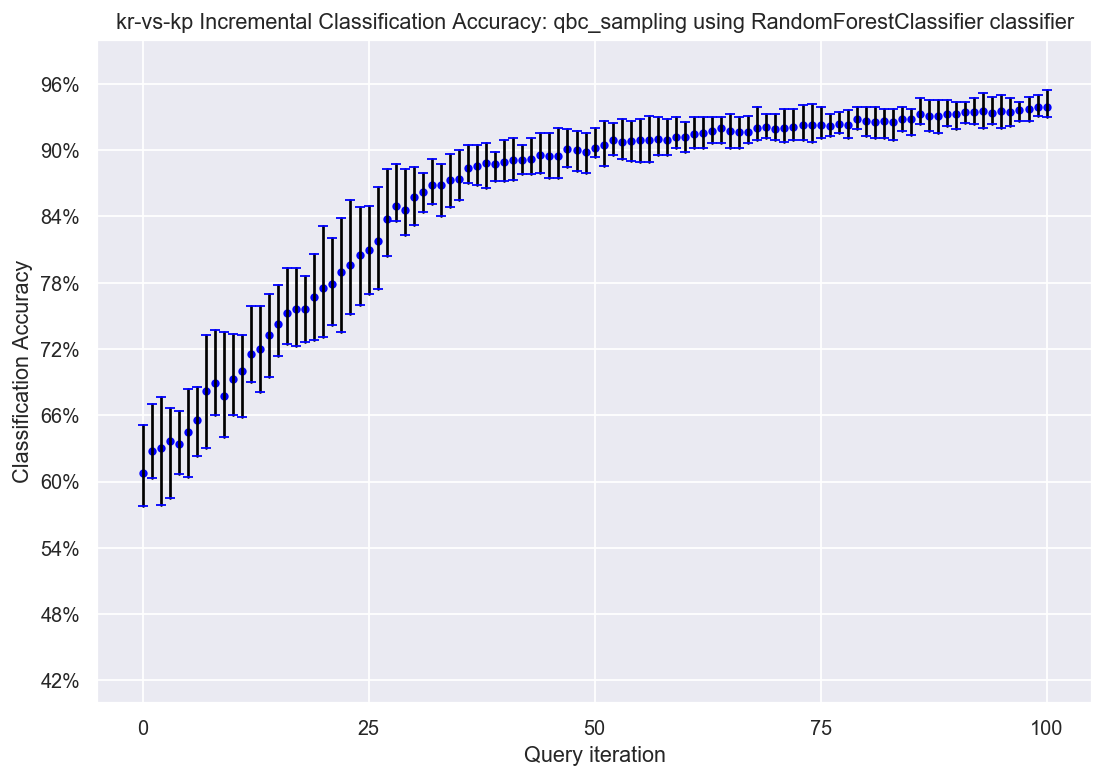 kr-vs-kp Incremental Classification Accuracy: qbc_sampling using RandomForestClassifier classifier
96%
90%
84%
78%
72%
66%
60%
54%
48%
42%
Classification Accuracy
0 25 50 75 100
Query iteration